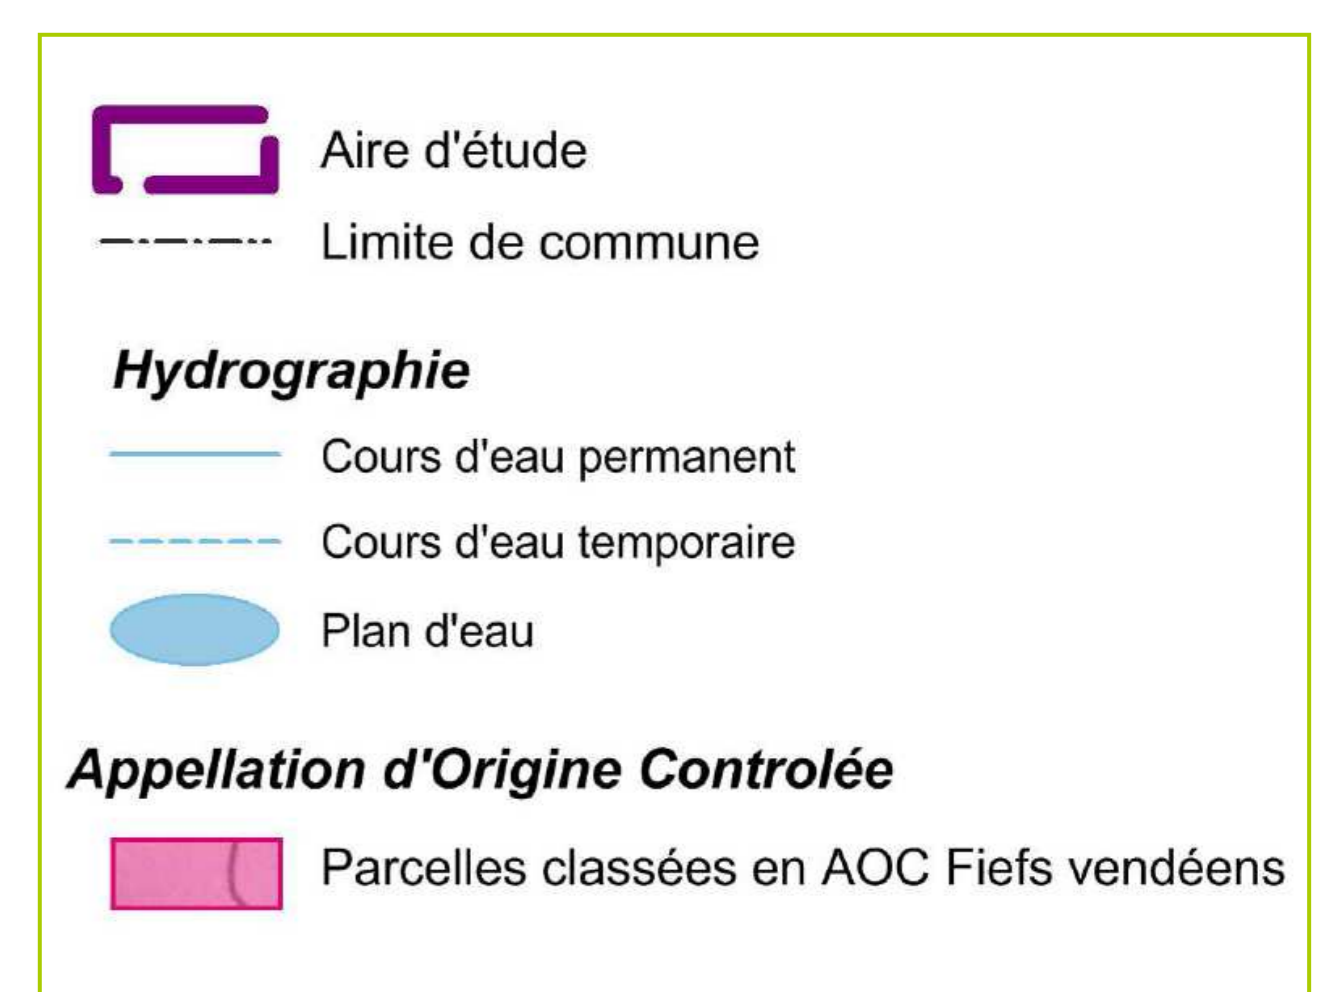 Aire d'étude
Limite de commune
Hydrographie
Cours d'eau permanent
Cours d'eau temporaire
Plan d'eau
Appellation d'Origine Controlée
Parcelles classées en AOC Fiefs vendéens